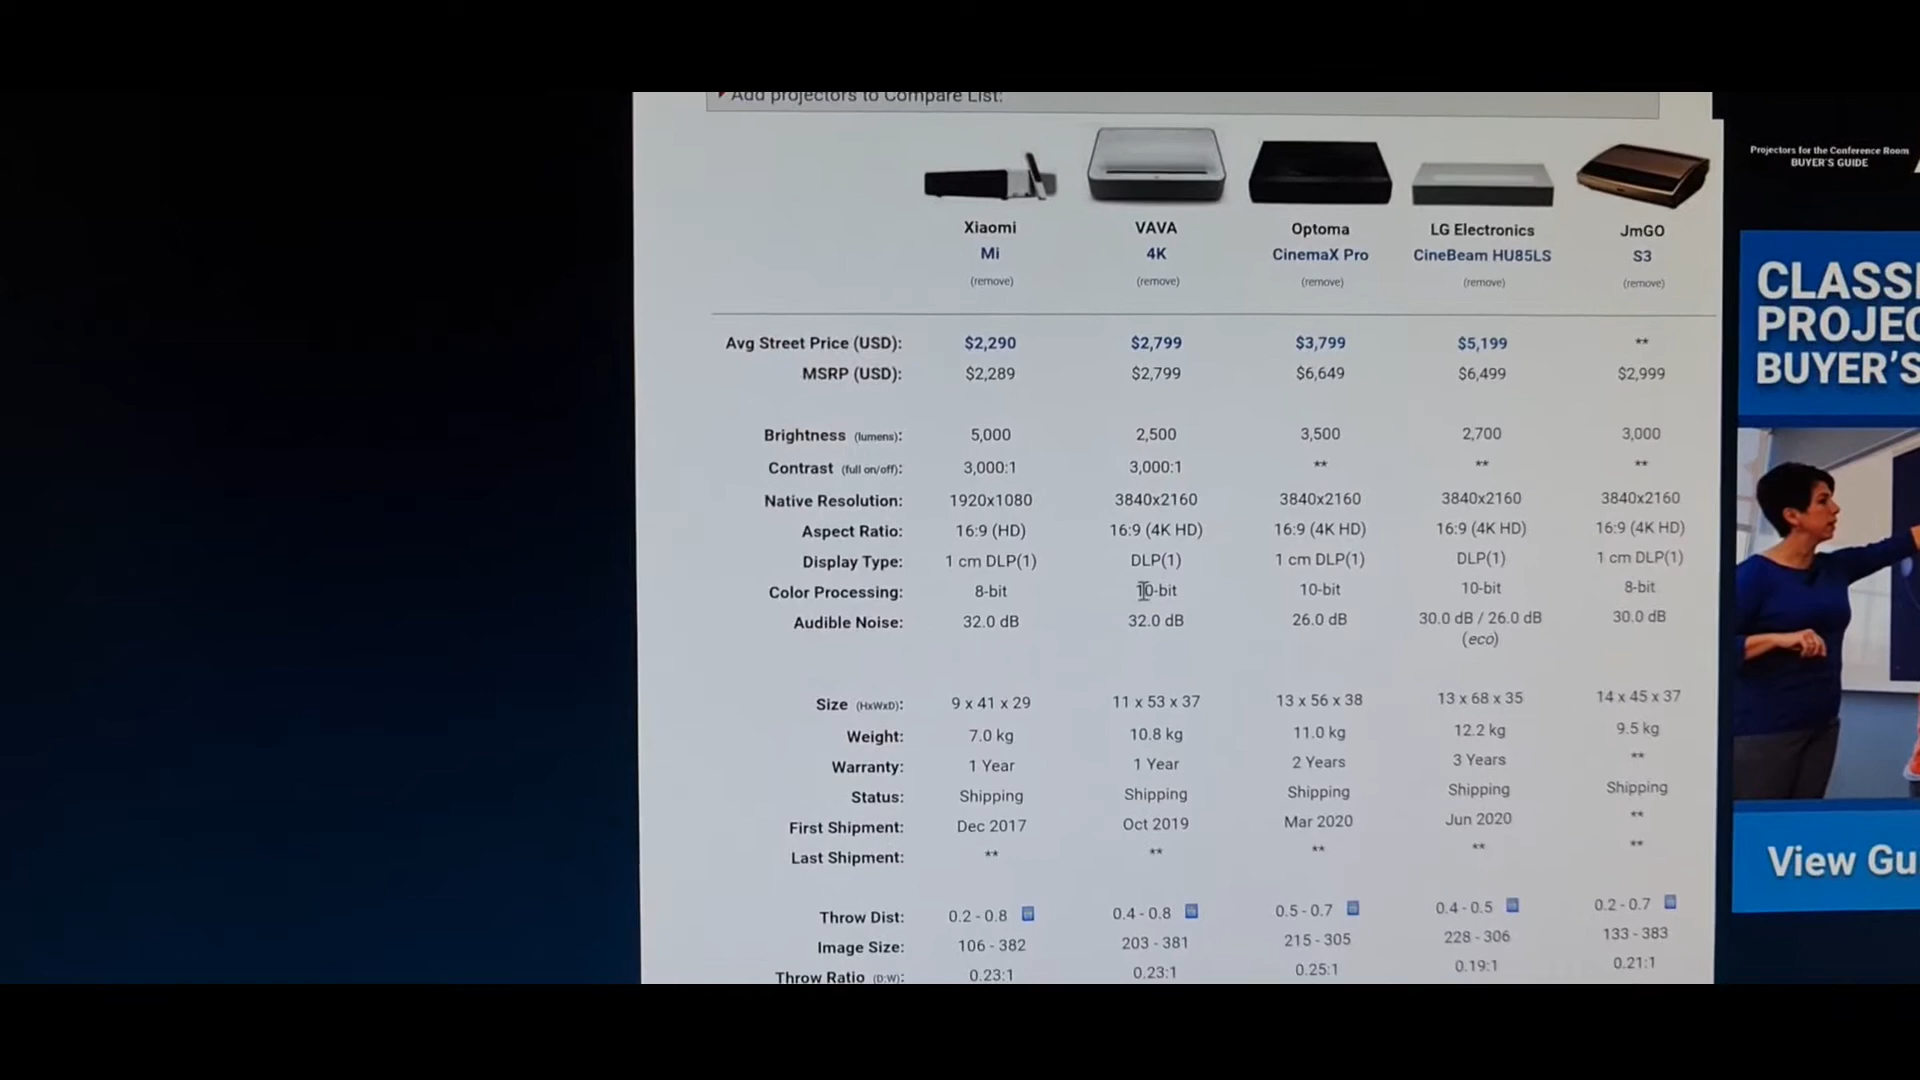 Add projectors to Compare List:
Projectors for the Conference Room
BUYER'S GUIDE
Xiaomi VAVA Optoma LG Electronics JmGO
Mi 4K CinemaX Pro CineBeam HU85LS S3
(remove) (remove) (remove) (remove) (remove)
Avg Street Price (USD): $2,290 $2,799 $3,799 $5,199 **
MSRP (USD): $2,289 $2,799 $6,649 $6,499 $2,999
Brightness (lumens): 5,000 2,500 3,500 2,700 3,000
Contrast (full on/off): 3,000:1 3,000:1 ** ** **
Native Resolution: 1920x1080 3840x2160 3840x2160 3840x2160 3840x2160
Aspect Ratio: 16:9 (HD) 16:9 (4K HD) 16:9 (4K HD) 16:9 (4K HD) 16:9 (4K HD)
Display Type: 1 cm DLP(1) DLP(1) 1 cm DLP(1) DLP(1) 1 cm DLP(1)
Color Processing: 8-bit 10-bit 10-bit 10-bit 8-bit
Audible Noise: 32.0 dB 32.0 dB 26.0 dB 30.0 dB / 26.0 dB 30.0 dB
(eco)
Size (HxWxD): 9 x 41 x 29 11 x 53 x 37 13 x 56 x 38 13 x 68 x 35 14 x 45 x 37
Weight: 7.0 kg 10.8 kg 11.0 kg 12.2 kg 9.5 kg
Warranty: 1 Year 1 Year 2 Years 3 Years **
Status: Shipping Shipping Shipping Shipping Shipping
First Shipment: Dec 2017 Oct 2019 Mar 2020 Jun 2020 **
Last Shipment: ** ** ** ** **
Throw Dist: 0.2 - 0.8 0.4 - 0.8 0.5 - 0.7 0.4 - 0.5 0.2 - 0.7
Image Size: 106 - 382 203 - 381 215 - 305 228 - 306 133 - 383
Throw Ratio (D:W): 0.23:1 0.23:1 0.25:1 0.19:1 0.21:1
CLASS
PROJEC
BUYER'S
View Gu